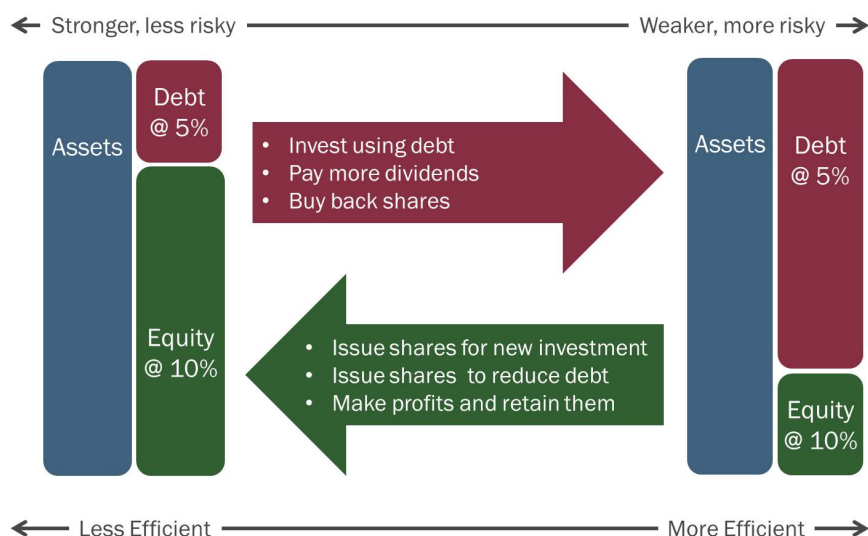 Stronger, less risky
Weaker, more risky
Assets
Debt
@ 5%
Equity
@ 10%
• Invest using debt
• Pay more dividends
• Buy back shares
• Issue shares for new investment
• Issue shares to reduce debt
• Make profits and retain them
Assets
Debt
@ 5%
Equity
@ 10%
Less Efficient
More Efficient